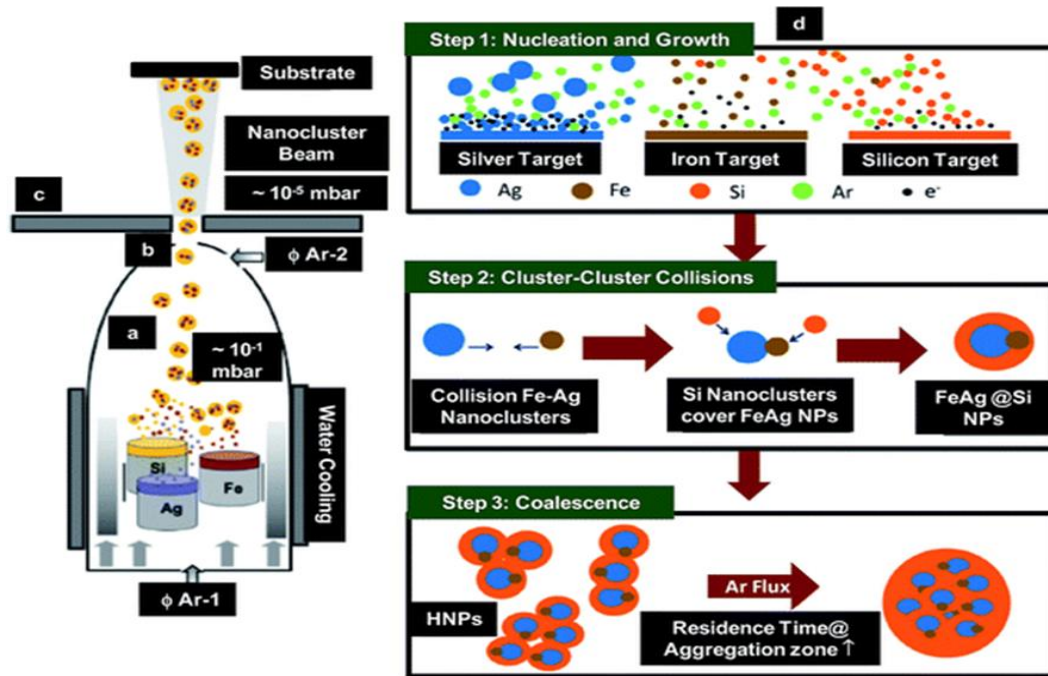 Substrate
Nanocluster
Beam
~ 10⁻⁵ mbar
c
b
ϕ Ar-2
a
~ 10⁻¹
mbar
Water Cooling
Si
Fe
Ag
ϕ Ar-1
d
Step 1: Nucleation and Growth
Silver Target
Iron Target
Silicon Target
Ag
Fe
Si
Ar
e⁻
Step 2: Cluster-Cluster Collisions
Collision Fe-Ag
Nanoclusters
Si Nanoclusters
cover FeAg NPs
FeAg @Si
NPs
Step 3: Coalescence
HNPs
Ar Flux
Residence Time@
Aggregation zone ↑